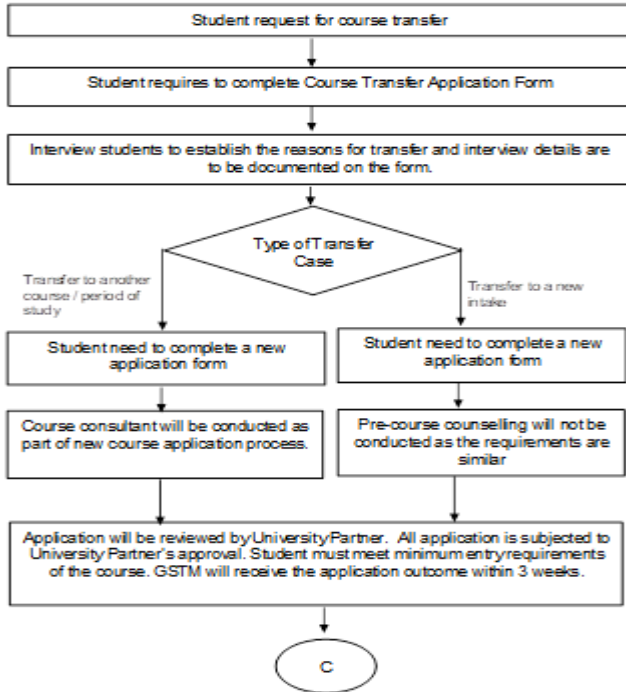 Student request for course transfer
Student requires to complete Course Transfer Application Form
Interview students to establish the reasons for transfer and interview details are
to be documented on the form.
Type of Transfer
Case
Transfer to another
course / period of
study
Transfer to a new
intake
Student need to complete a new
application form
Student need to complete a new
application form
Course consultant will be conducted as
part of new course application process.
Pre-course counselling will not be
conducted as the requirements are
similar
Application will be reviewed by University Partner. All application is subjected to
University Partner's approval. Student must meet minimum entry requirements
of the course. GSTM will receive the application outcome within 3 weeks.
C